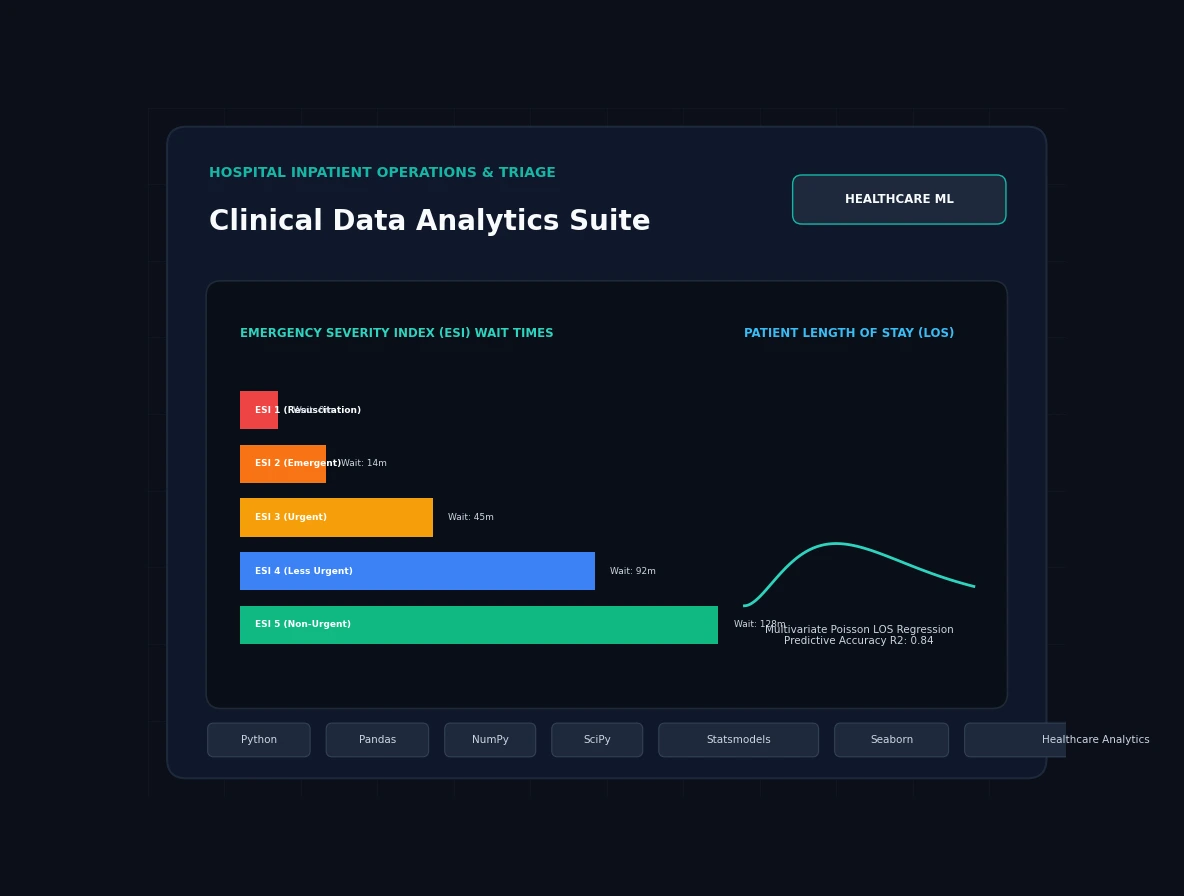 HOSPITAL INPATIENT OPERATIONS & TRIAGE
Clinical Data Analytics Suite
HEALTHCARE ML
EMERGENCY SEVERITY INDEX (ESI) WAIT TIMES
PATIENT LENGTH OF STAY (LOS)
ESI 1 (Resuscitation)
ESI 2 (Emergent)
Wait: 14m
ESI 3 (Urgent)
Wait: 45m
ESI 4 (Less Urgent)
Wait: 92m
ESI 5 (Non-Urgent)
Wait: 128m
Multivariate Poisson LOS Regression
Predictive Accuracy R2: 0.84
Python
Pandas
NumPy
SciPy
Statsmodels
Seaborn
Healthcare Analytics